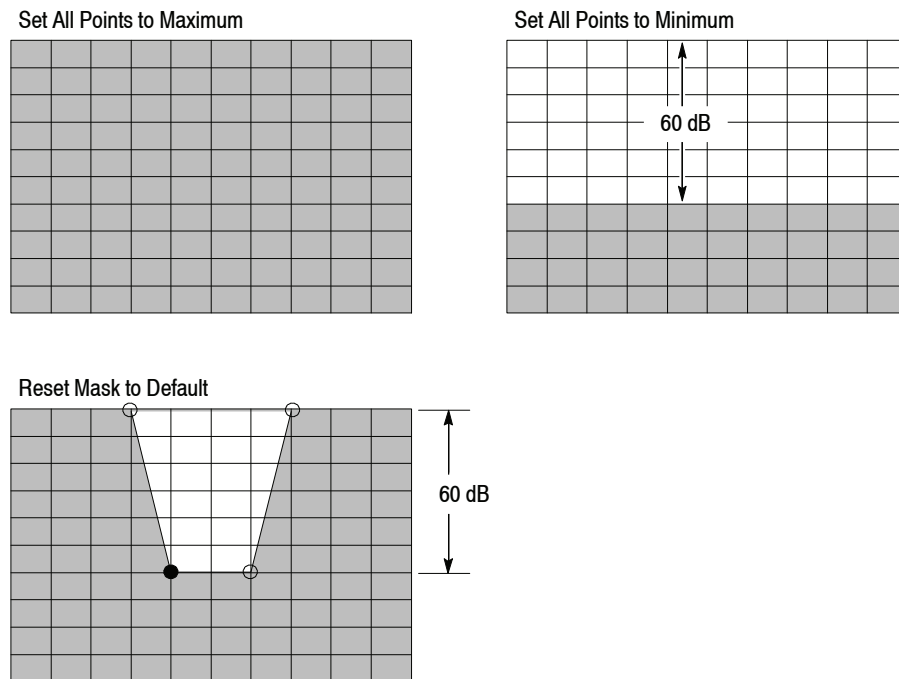 Set All Points to Maximum
Set All Points to Minimum
60 dB
Reset Mask to Default
60 dB